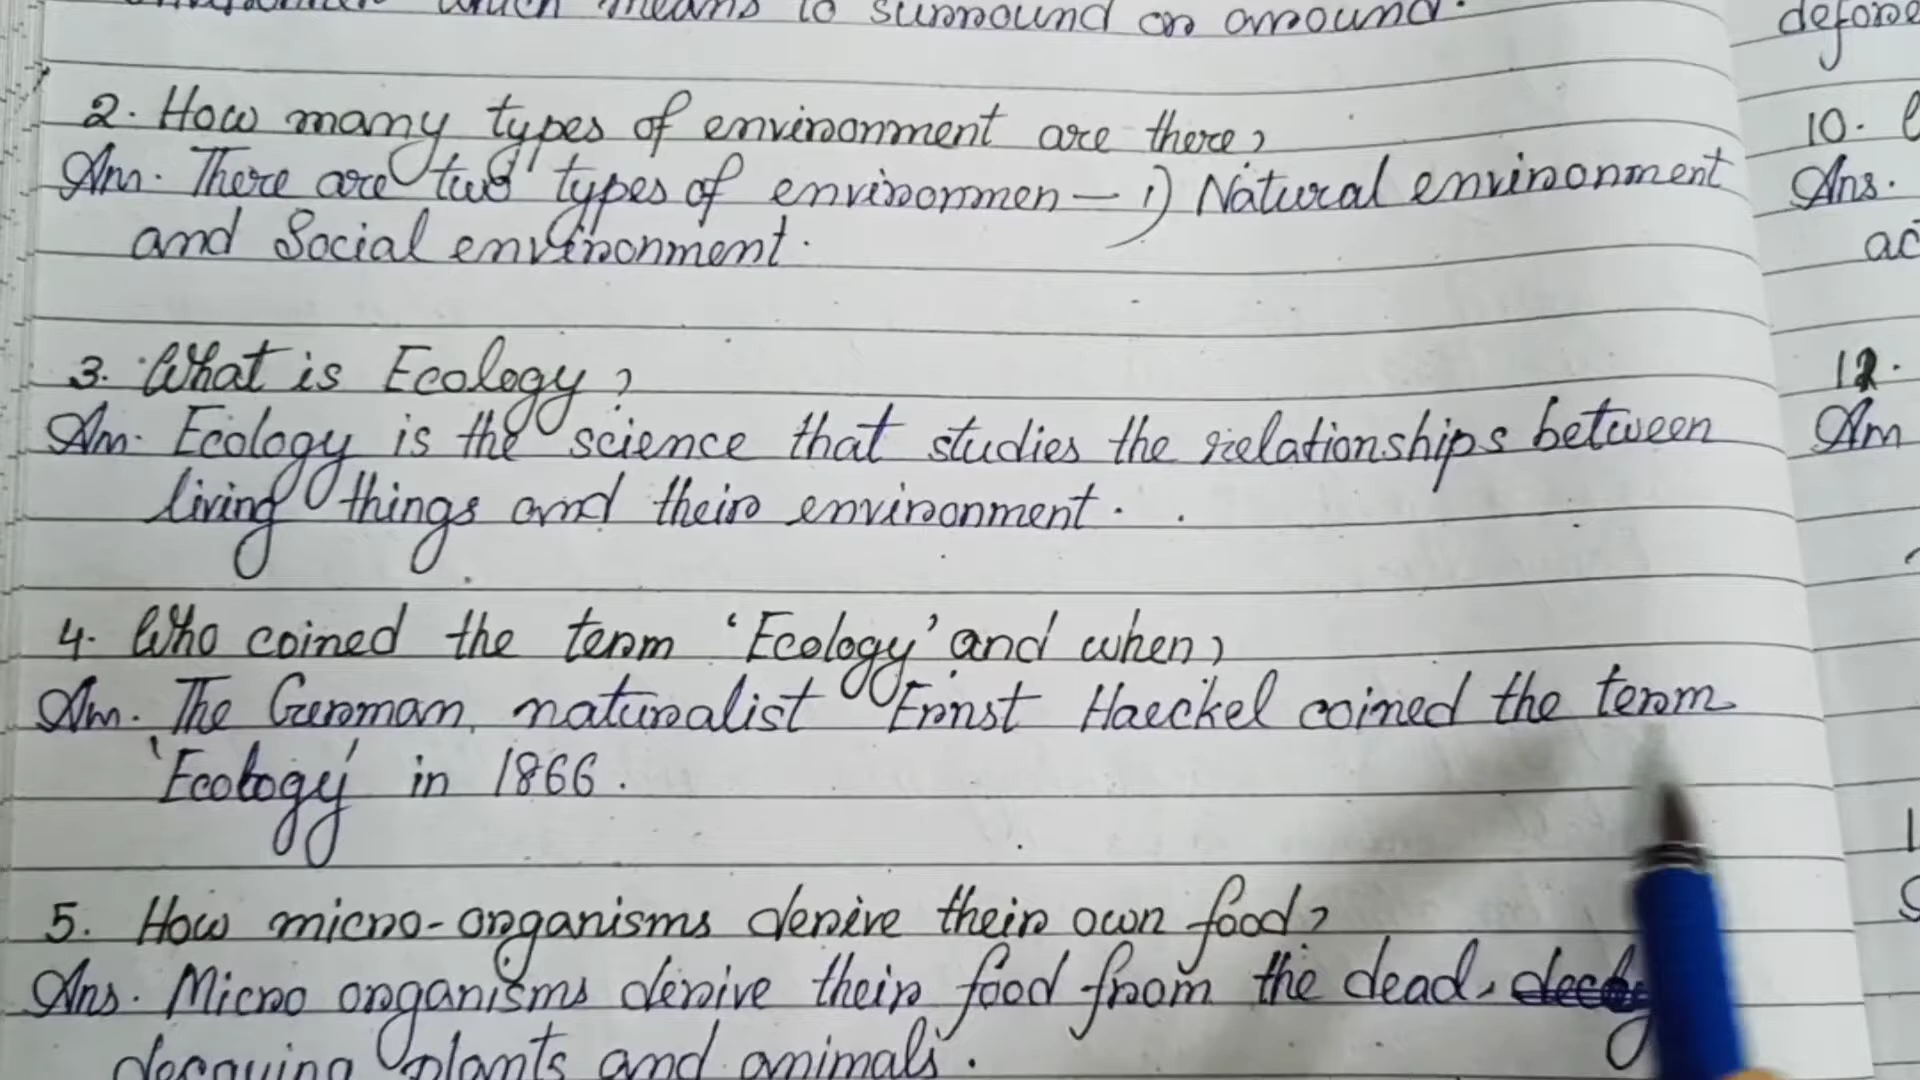 which means to surround or around.
2. How many types of environment are there?
Ans. There are two types of environmen — i) Natural environment
and Social environment.
3. What is Ecology?
Ans. Ecology is the science that studies the relationships between
living things and their environment.
4. Who coined the term 'Ecology' and when?
Ans. The German naturalist Ernst Haeckel coined the term
'Ecology' in 1866.
5. How micro-organisms derive their own food?
Ans. Micro organisms derive their food from the dead,
decaying plants and animals.
10.
Ans.
12.
Ans